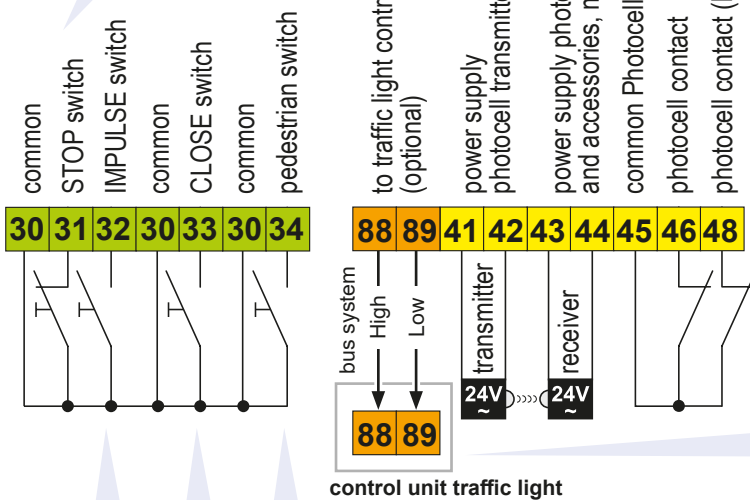 common
STOP switch
IMPULSE switch
common
CLOSE switch
common
pedestrian switch
to traffic light contr
(optional)
power supply
photocell transmitte
power supply photo
and accessories,
common Photocell
photocell contact
photocell contact
30 31 32 30 33 30 34
88 89 41 42 43 44 45 46 48
bus system
High
Low
transmitter
receiver
24V
~
24V
~
88 89
control unit traffic light